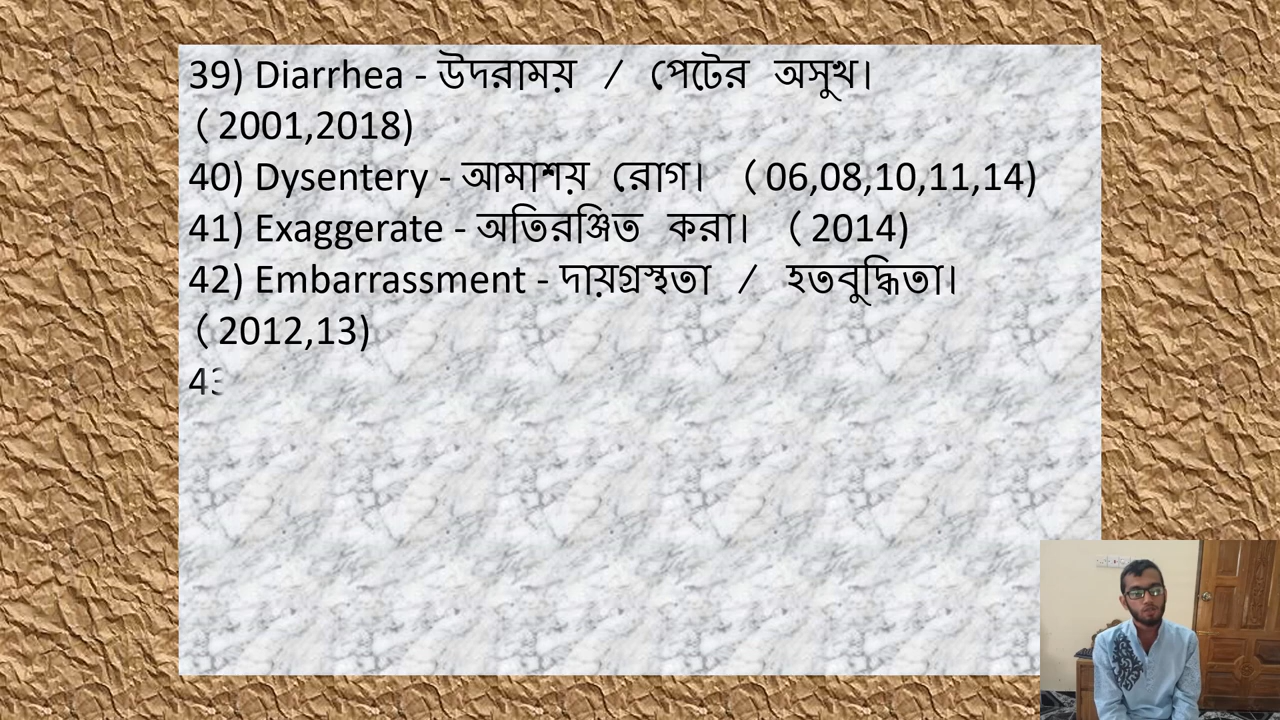 39) Diarrhea - উদরাময় / পেটের অসুখ।
( 2001,2018)
40) Dysentery - আমাশয় রোগ। ( 06,08,10,11,14)
41) Exaggerate - অতিরঞ্জিত করা। ( 2014)
42) Embarrassment - দায়গ্রস্থতা / হতবুদ্ধিতা।
( 2012,13)
43